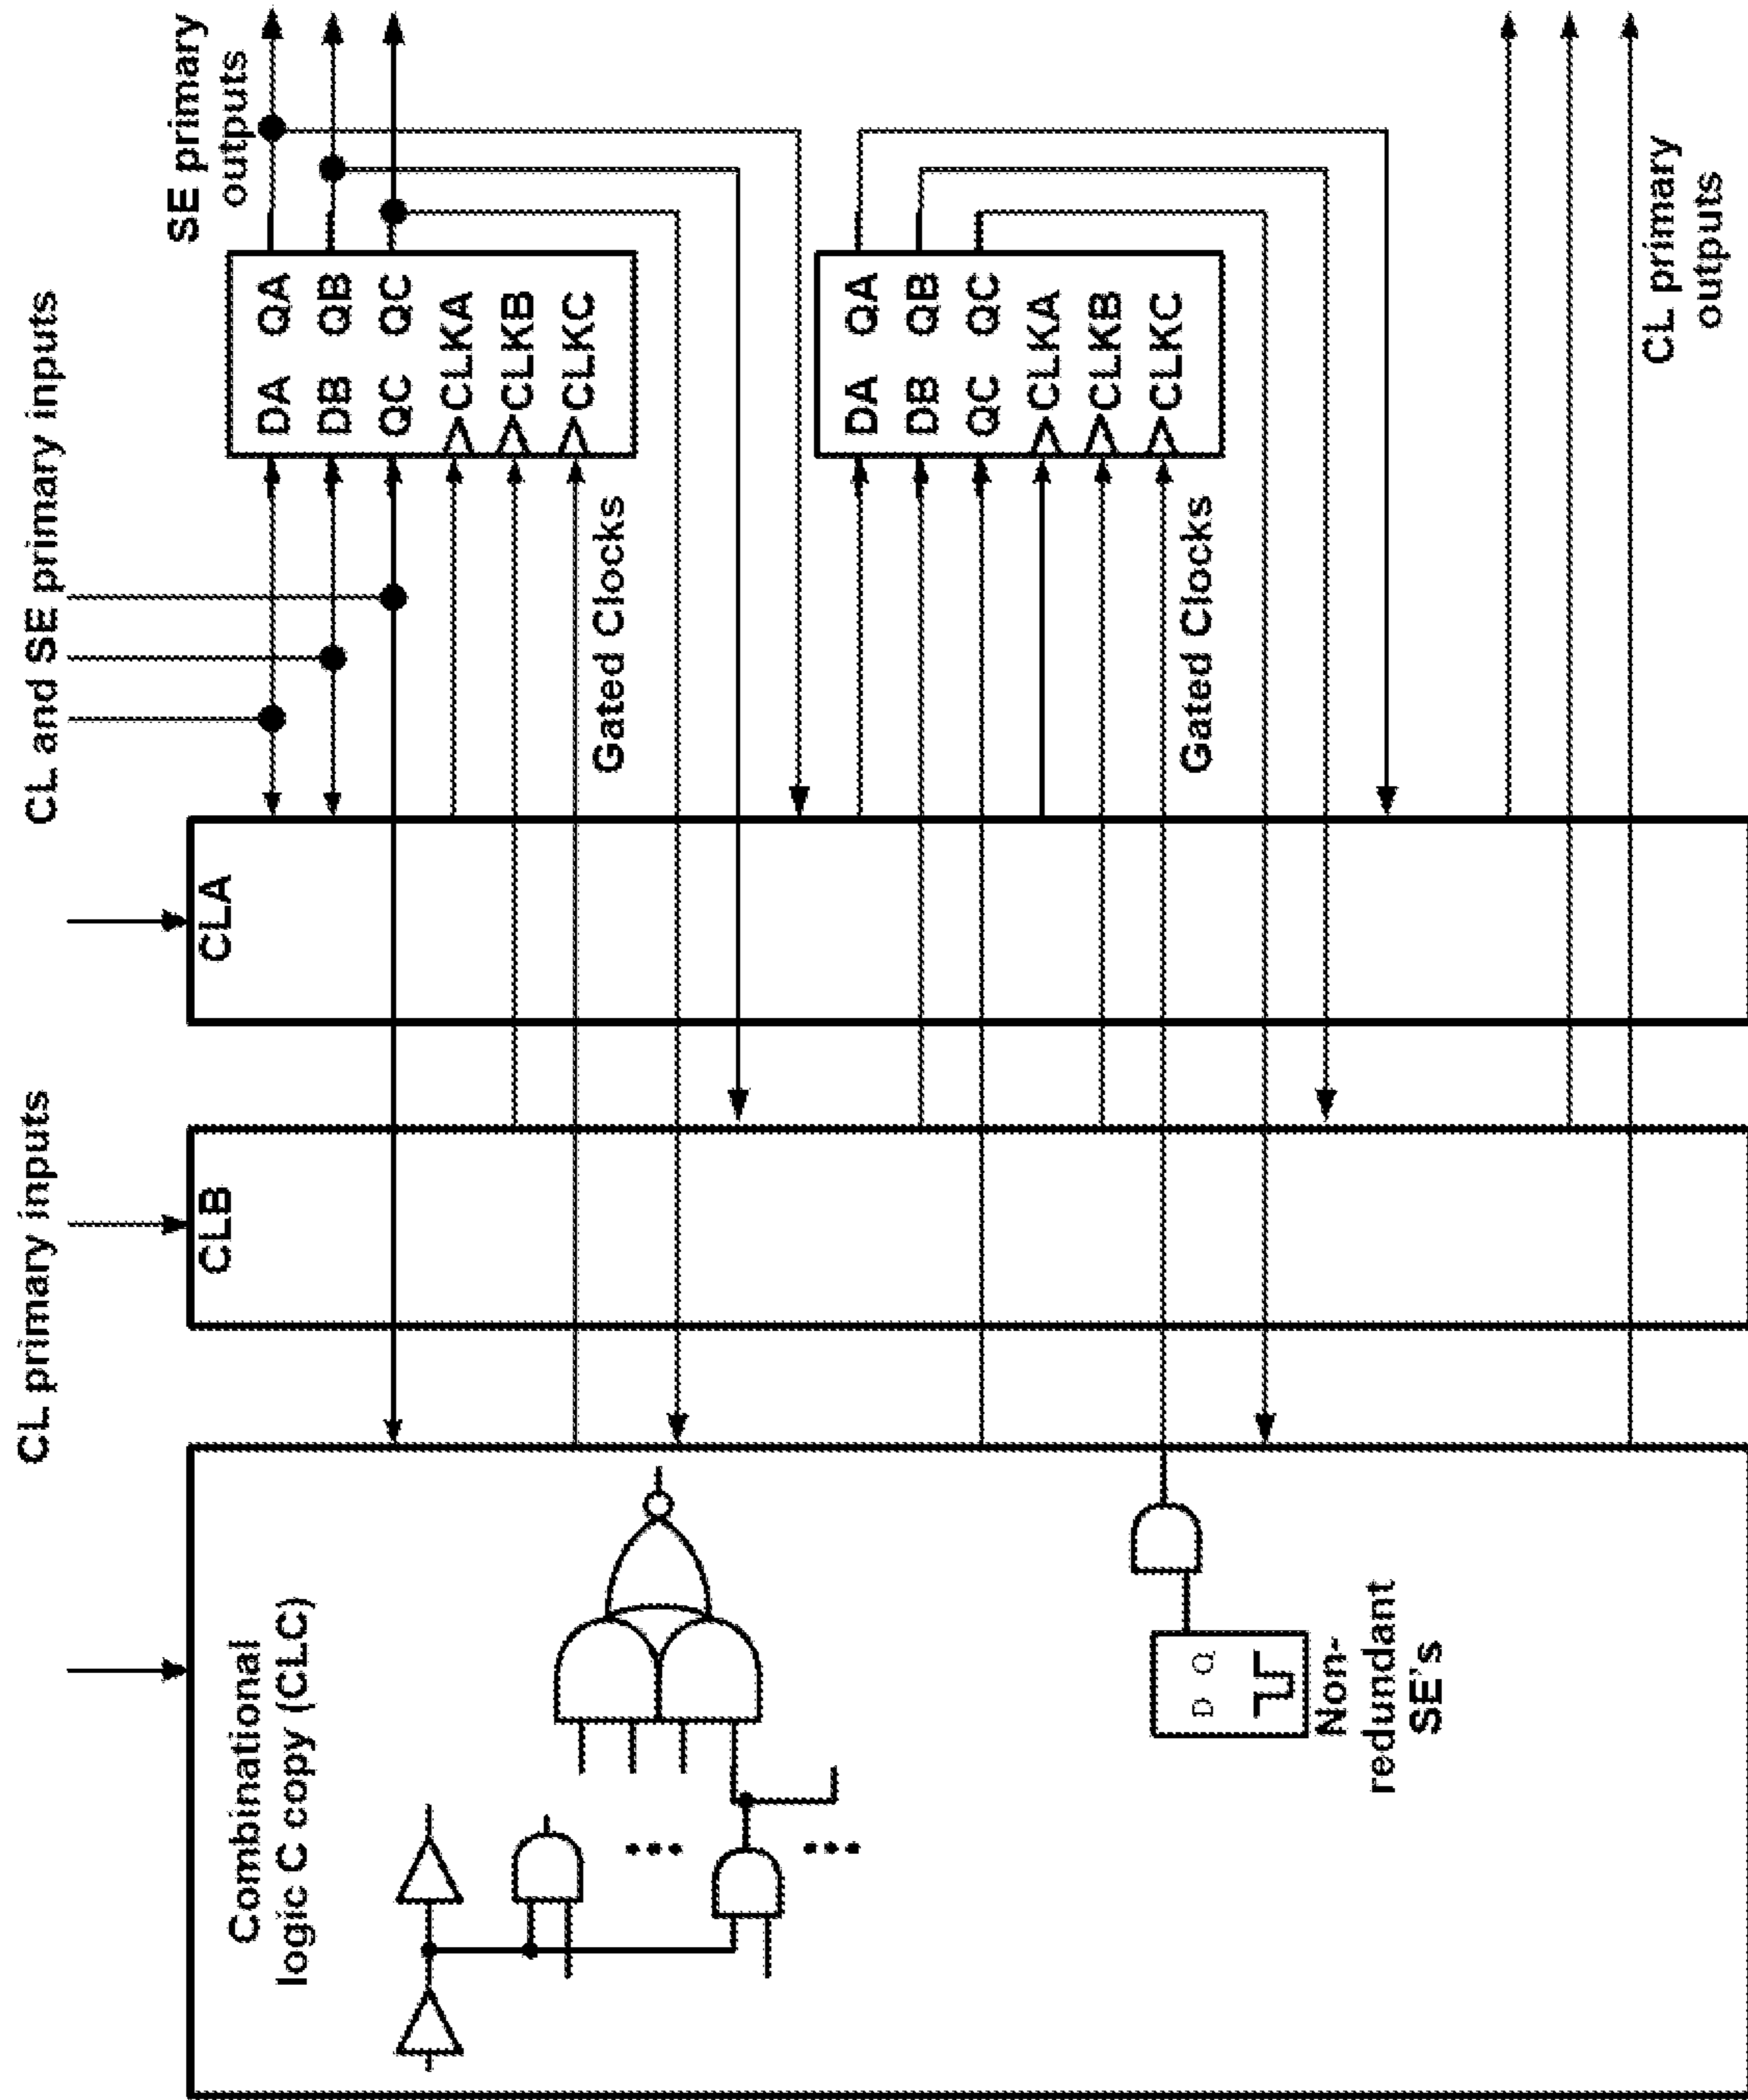 CL primary inputs
CL and SE primary inputs
SE primary
outputs
Combinational
logic C copy (CLC)
CLB
CLA
DA QA
DB QB
QC QC
CLKA
CLKB
CLKC
Gated Clocks
DA QA
DB QB
QC QC
CLKA
CLKB
CLKC
Gated Clocks
D Q
Non-
redundant
SE's
CL primary
outputs